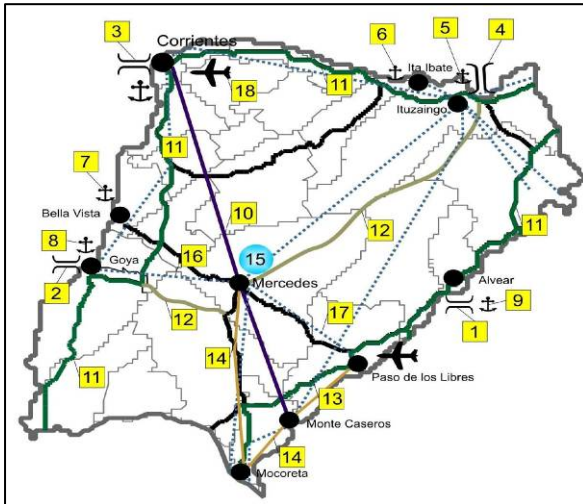 3
Corrientes
6
Ita Ibate
5
4
18
11
Ituzaingo
11
7
Bella Vista
10
8
Goya
16
15
12
11
2
Mercedes
Alvear
12
17
9
1
14
11
Paso de los Libres
13
Monte Caseros
14
Mocoreta